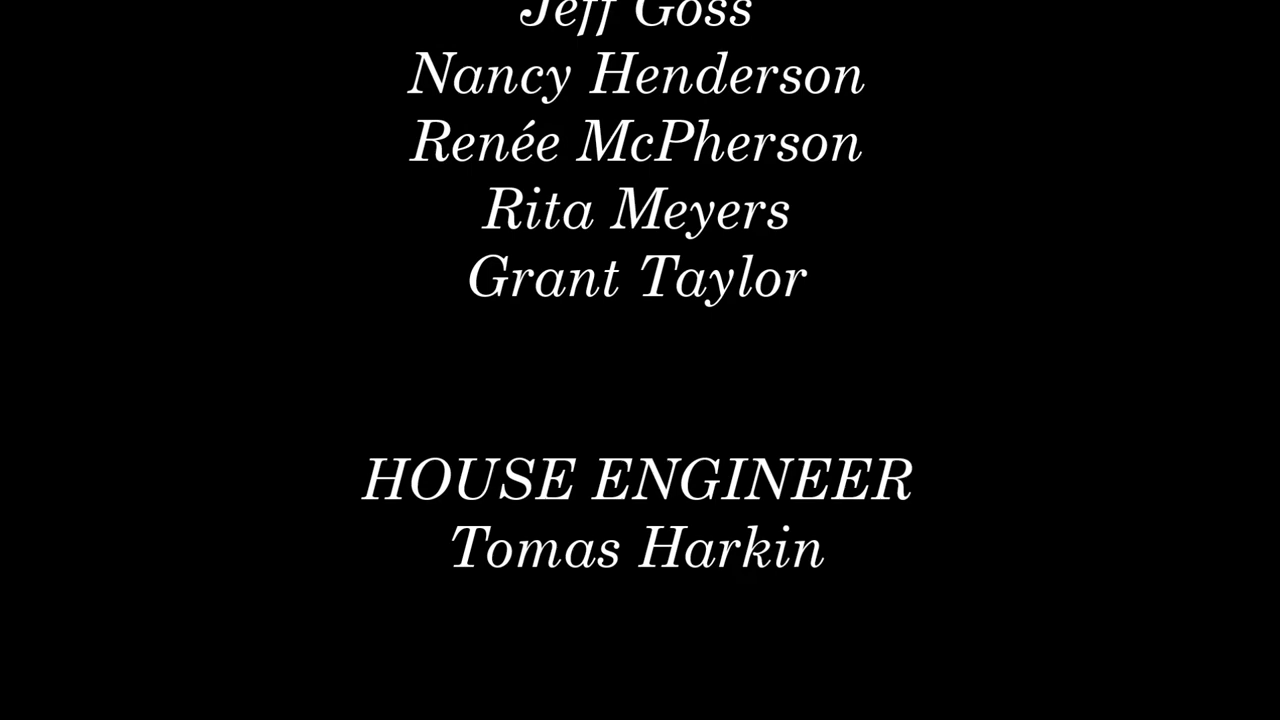 Jeff Goss
Nancy Henderson
Renée McPherson
Rita Meyers
Grant Taylor
HOUSE ENGINEER
Tomas Harkin